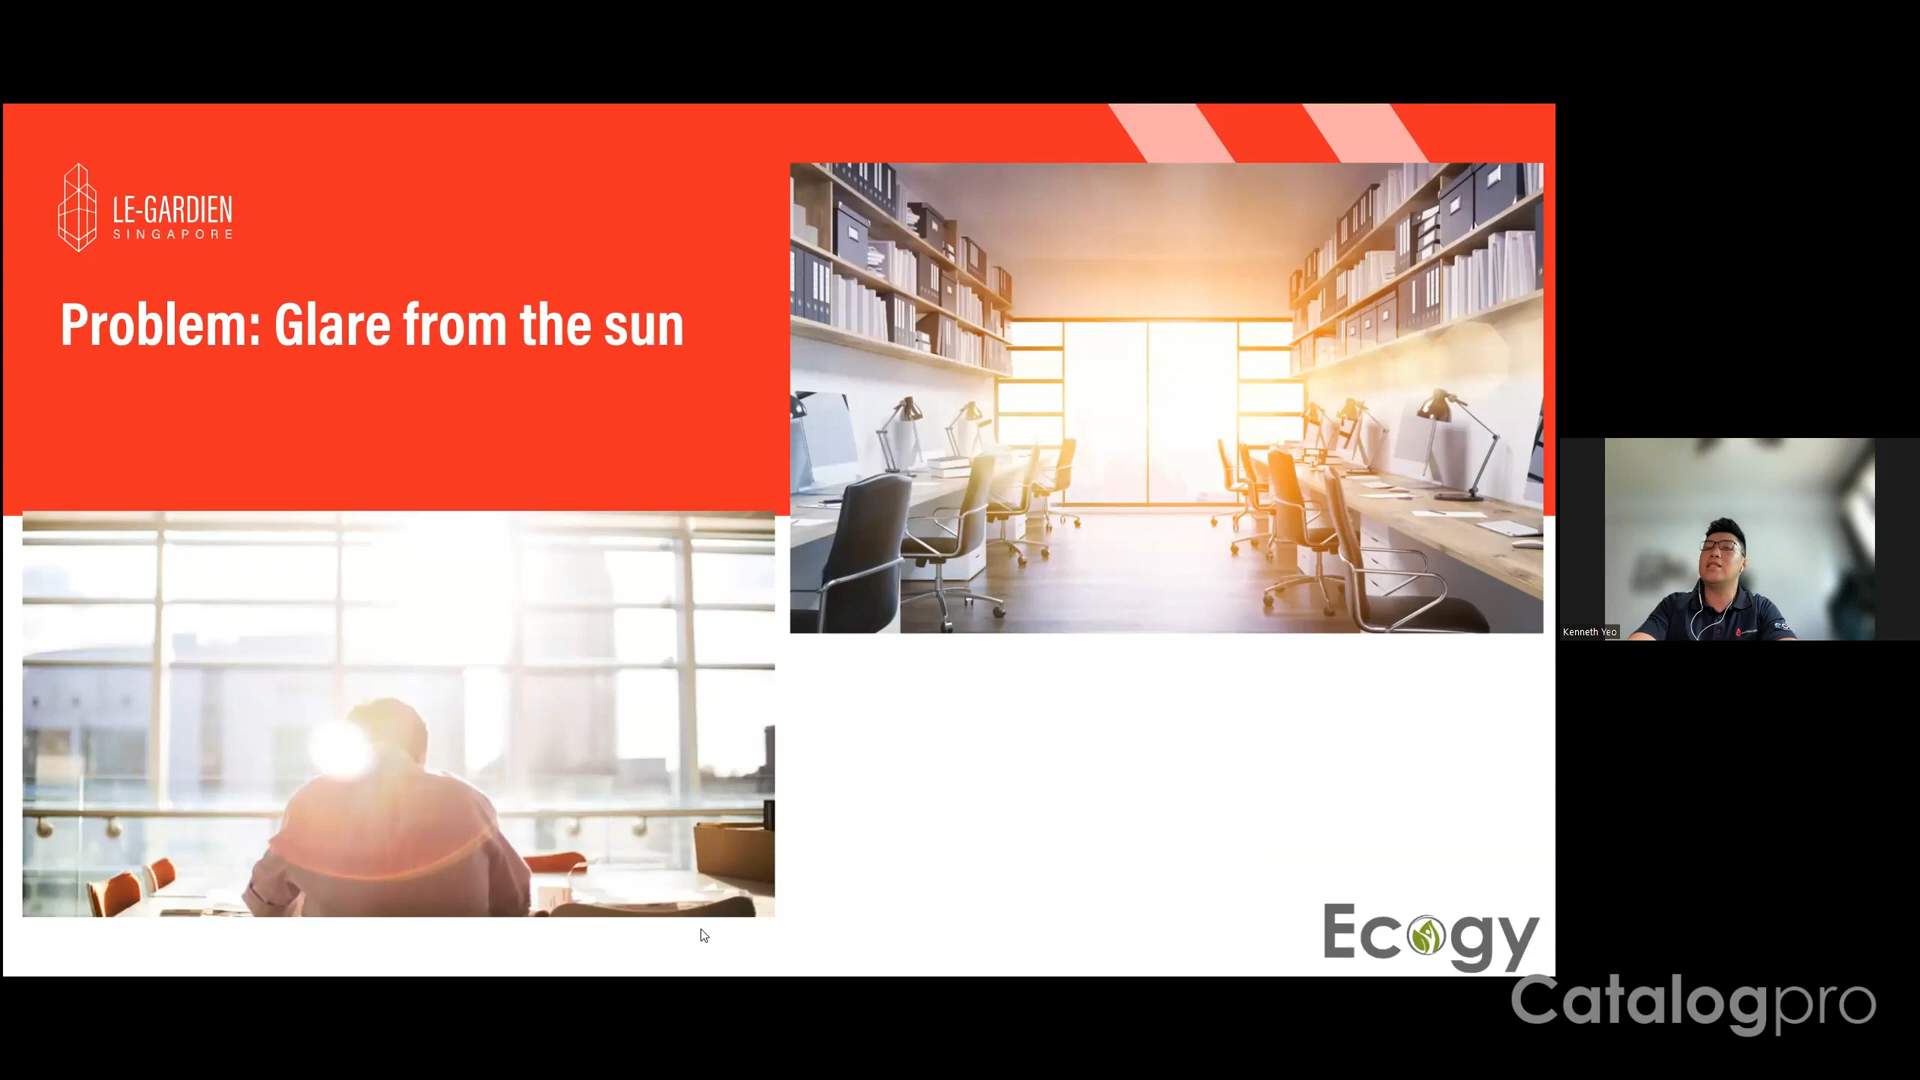 LE-GARDIEN
SINGAPORE
Problem: Glare from the sun
Kenneth Yeo
Ecogy
Catalogpro